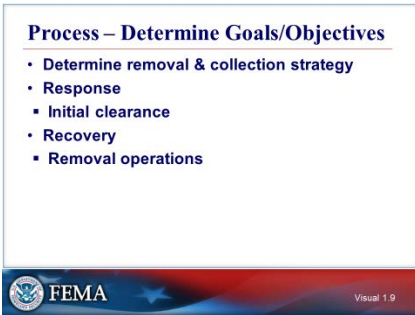 Process – Determine Goals/Objectives
• Determine removal & collection strategy
• Response
▪ Initial clearance
• Recovery
▪ Removal operations
FEMA
Visual 1.9